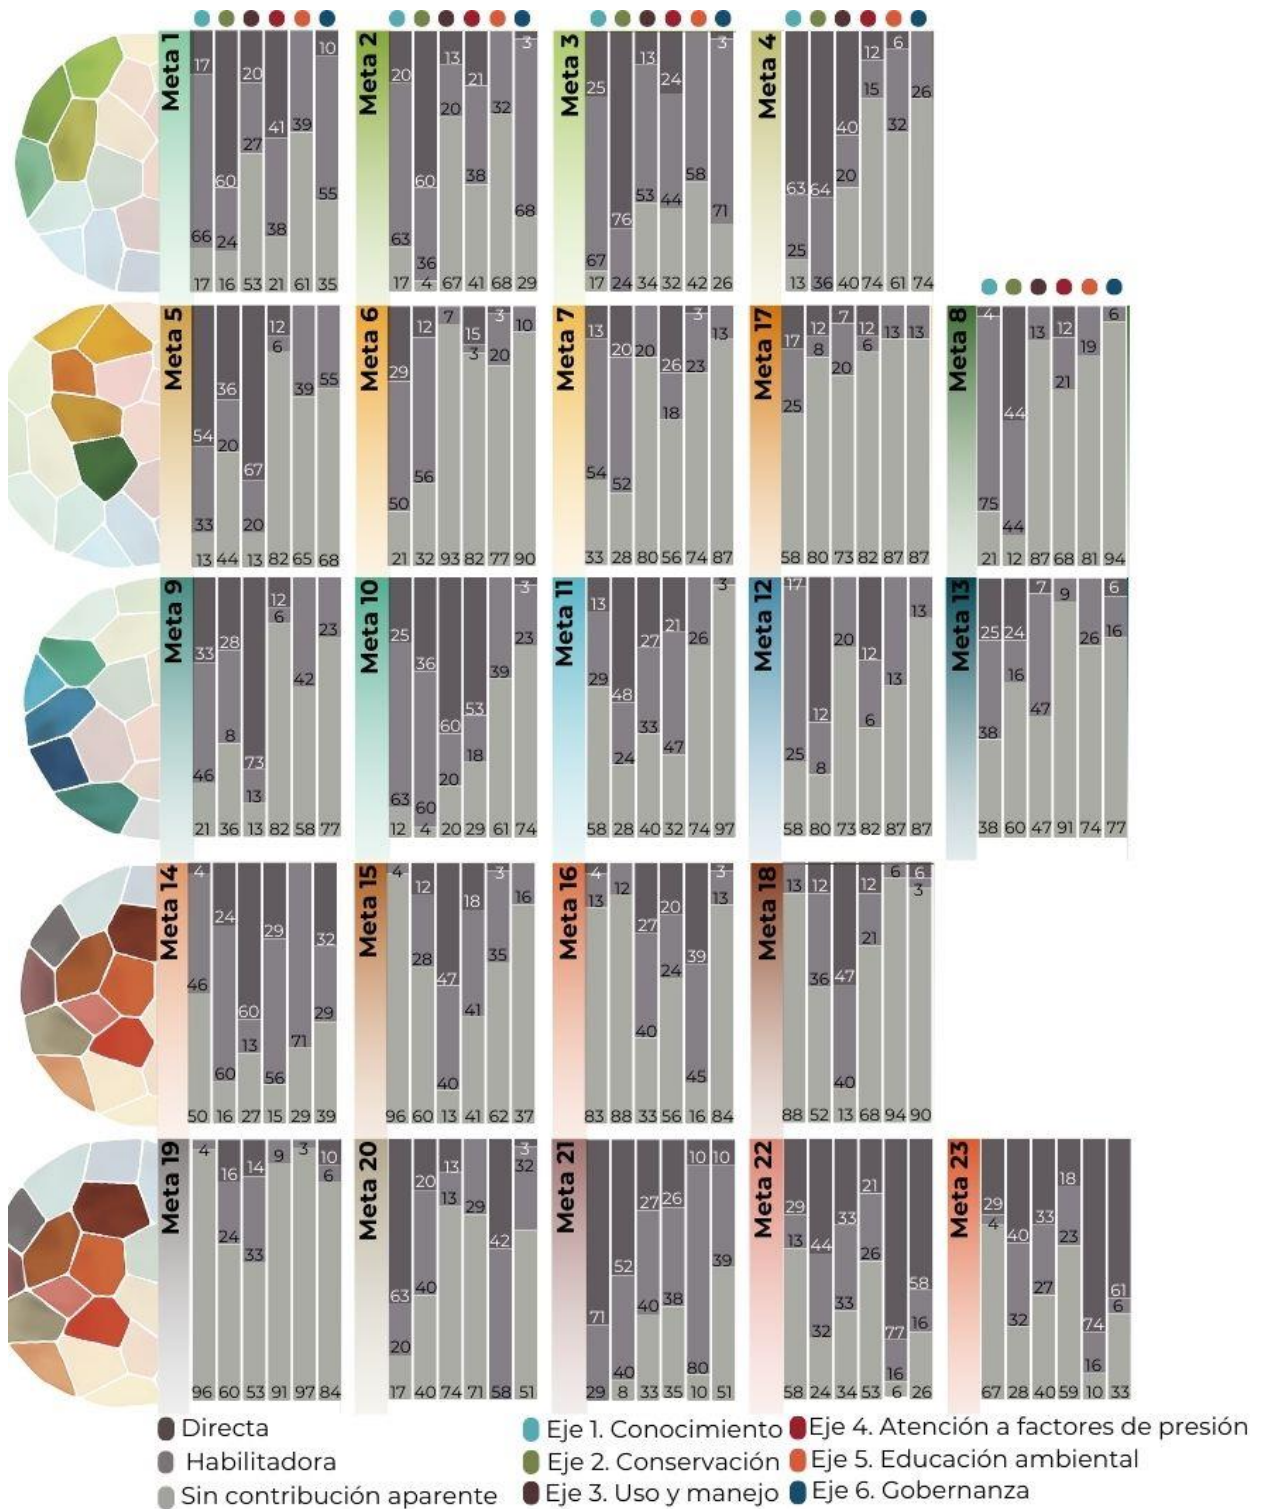 Meta 1
17 60 20 41 39 10
66 24 27 38 55
17 16 53 21 61 35
Meta 2
20 60 13 21 32 3
63 36 20 38 68
17 4 67 41 68 29
Meta 3
25 76 13 24 58 3
67 53 44 71
17 24 34 32 42 26
Meta 4
63 64 40 12 6 26
25 20 15 32
13 36 40 74 61 74
Meta 5
54 36 67 12 39 55
33 20 20 6
13 44 13 82 65 68
Meta 6
29 12 7 15 3 10
50 56 3 20
21 32 93 82 77 90
Meta 7
13 20 20 26 3 13
54 52 18 23
33 28 80 56 74 87
Meta 17
17 12 7 12 13 13
25 8 20 6
58 80 73 82 87 87
Meta 8
4 44 13 12 19 6
75 44 21
21 12 87 68 81 94
Meta 9
33 28 73 12 42 23
46 8 13 6
21 36 13 82 58 77
Meta 10
25 36 60 53 39 3
63 60 20 18 23
12 4 20 29 61 74
Meta 11
13 48 27 21 26 3
29 24 33 47
58 28 40 32 74 97
Meta 12
17 12 20 12 13 13
25 8 6
58 80 73 82 87 87
Meta 13
25 24 7 9 26 6
38 16 47 16
38 60 47 91 74 77
Meta 14
4 24 60 29 71 32
46 60 13 56 29
50 16 27 15 29 39
Meta 15
4 12 47 18 3 16
28 40 41 35
96 60 13 41 62 37
Meta 16
4 12 27 20 39 3
13 40 24 45 13
83 88 33 56 16 84
Meta 18
13 12 47 12 6 6
36 40 21 3
88 52 13 68 94 90
Meta 19
4 16 14 9 3 10
24 33 6
96 60 53 91 97 84
Meta 20
63 20 13 29 42 3
20 40 13 32
17 40 74 71 58 51
Meta 21
71 52 27 26 10 10
40 40 38 80 39
29 8 33 35 10 51
Meta 22
29 44 33 21 77 58
13 32 33 26 16 16
58 24 34 53 6 26
Meta 23
29 40 33 18 74 61
4 32 27 23 16 6
67 28 40 59 10 33
Directa
Habilitadora
Sin contribución aparente
Eje 1. Conocimiento
Eje 2. Conservación
Eje 3. Uso y manejo
Eje 4. Atención a factores de presión
Eje 5. Educación ambiental
Eje 6. Gobernanza